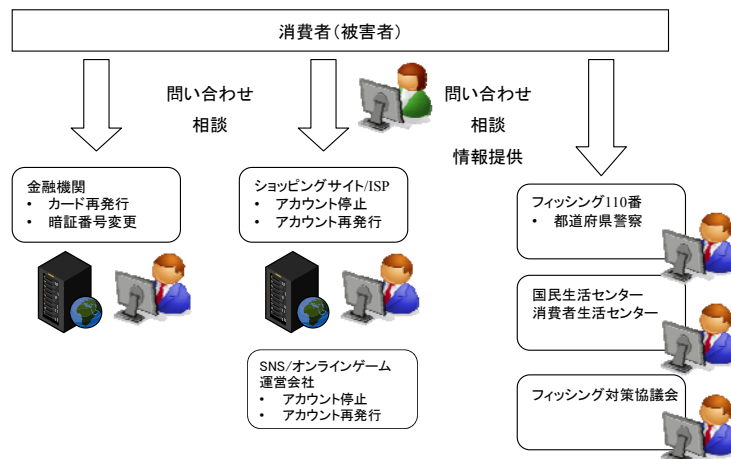 消費者（被害者）
問い合わせ
相談
問い合わせ
相談
情報提供
金融機関
• カード再発行
• 暗証番号変更
ショッピングサイト/ISP
• アカウント停止
• アカウント再発行
SNS/オンラインゲーム
運営会社
• アカウント停止
• アカウント再発行
フィッシング110番
• 都道府県警察
国民生活センター
消費者生活センター
フィッシング対策協議会